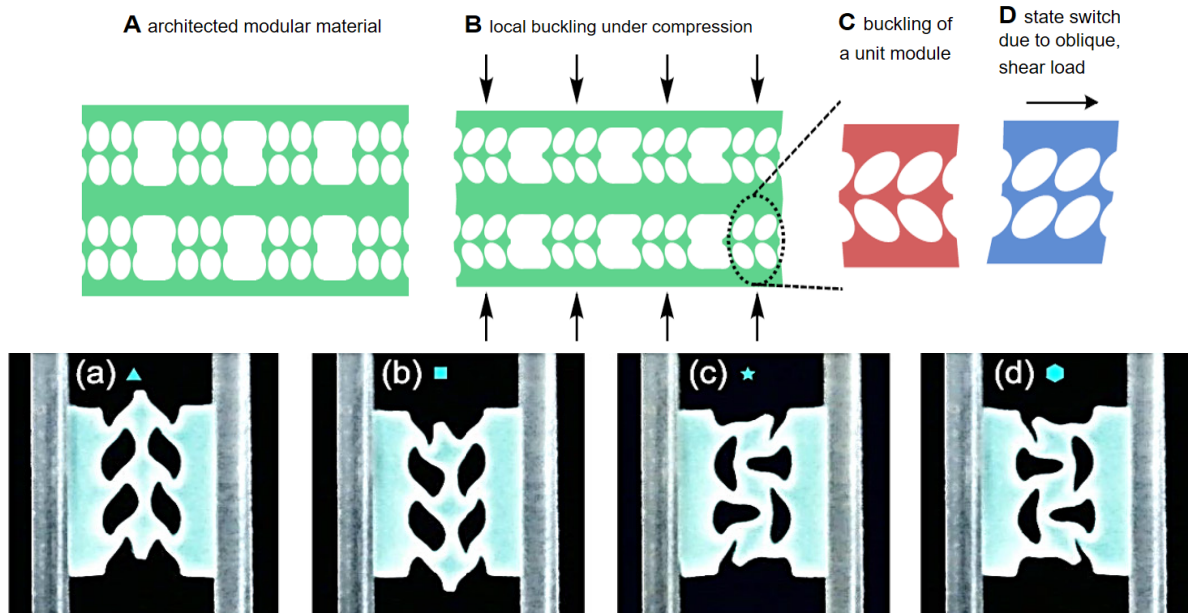 A architected modular material
B local buckling under compression
C buckling of
a unit module
D state switch
due to oblique,
shear load
(a)
(b)
(c)
(d)